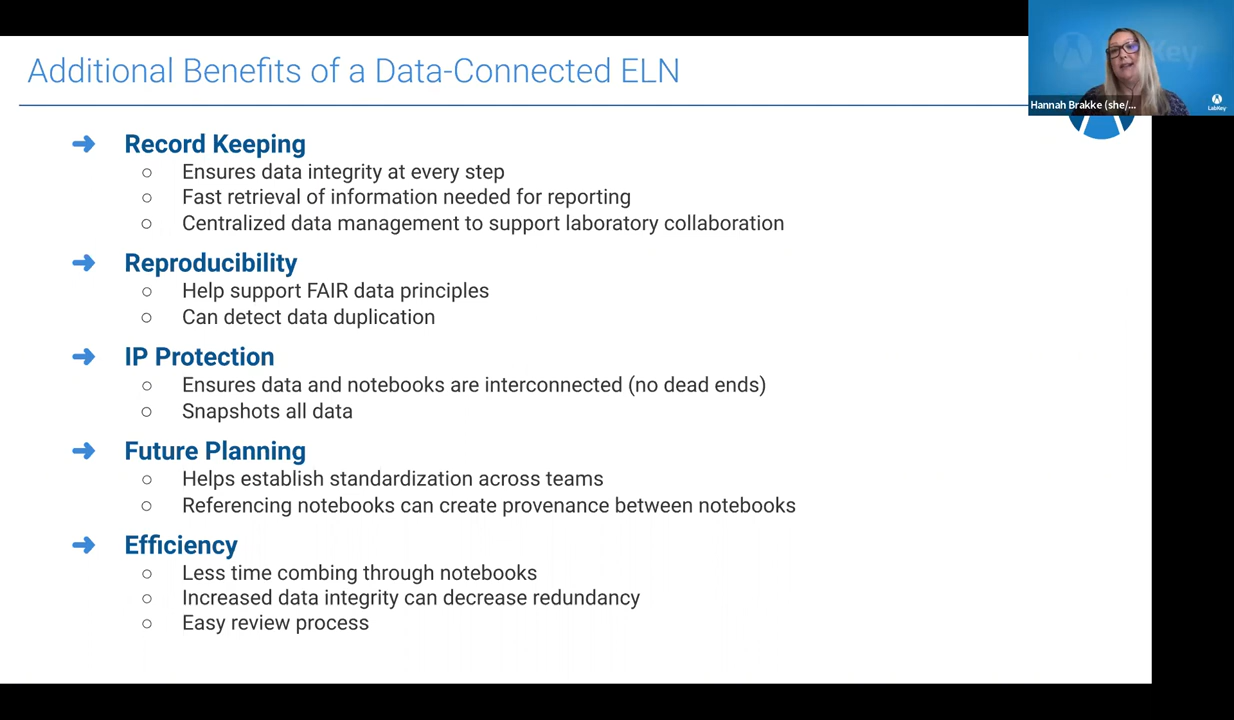 Additional Benefits of a Data-Connected ELN
Key
Hannah Brakke (she/...
LabKey
➜ Record Keeping
○ Ensures data integrity at every step
○ Fast retrieval of information needed for reporting
○ Centralized data management to support laboratory collaboration
➜ Reproducibility
○ Help support FAIR data principles
○ Can detect data duplication
➜ IP Protection
○ Ensures data and notebooks are interconnected (no dead ends)
○ Snapshots all data
➜ Future Planning
○ Helps establish standardization across teams
○ Referencing notebooks can create provenance between notebooks
➜ Efficiency
○ Less time combing through notebooks
○ Increased data integrity can decrease redundancy
○ Easy review process